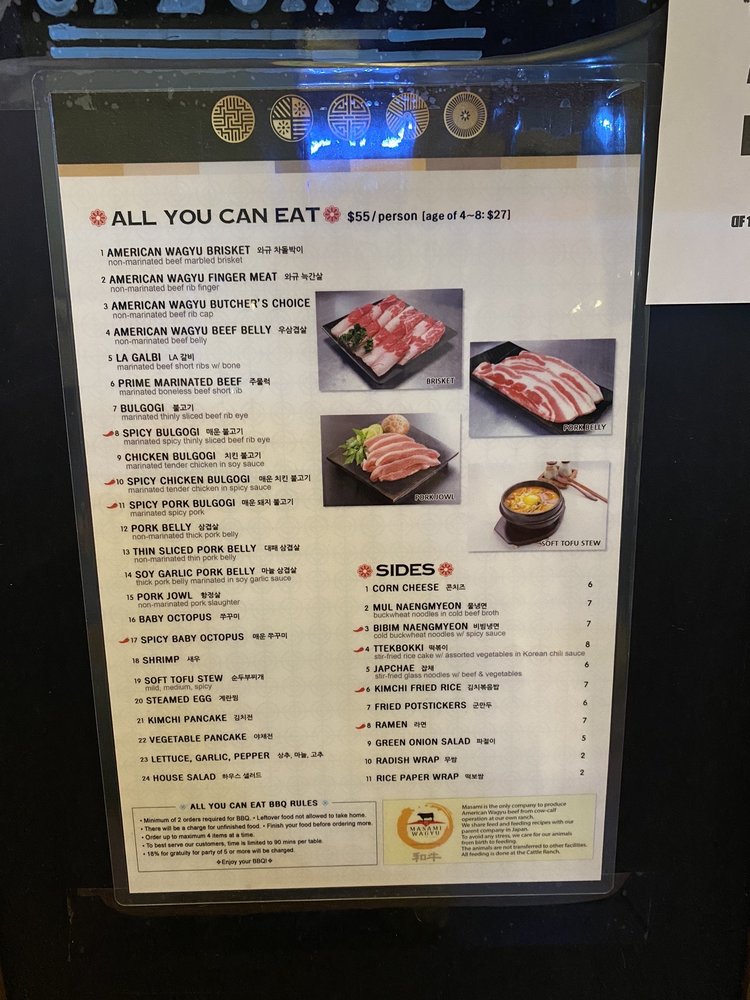 ALL YOU CAN EAT $55/person [age of 4~8: $27]
1 AMERICAN WAGYU BRISKET 와규 차돌박이
non-marinated beef marbled brisket
2 AMERICAN WAGYU FINGER MEAT 와규 늑간살
non-marinated beef rib finger
3 AMERICAN WAGYU BUTCHER'S CHOICE
non-marinated beef rib cap
4 AMERICAN WAGYU BEEF BELLY 우삼겹살
non-marinated beef belly
5 LA GALBI LA 갈비
marinated beef short ribs w/ bone
6 PRIME MARINATED BEEF 주물럭
marinated boneless beef short rib
7 BULGOGI 불고기
marinated thinly sliced beef rib eye
8 SPICY BULGOGI 매운 불고기
marinated spicy thinly sliced beef rib eye
9 CHICKEN BULGOGI 치킨 불고기
marinated tender chicken in soy sauce
10 SPICY CHICKEN BULGOGI 매운 치킨 불고기
marinated tender chicken in spicy sauce
11 SPICY PORK BULGOGI 매운 돼지 불고기
marinated spicy pork
12 PORK BELLY 삼겹살
non-marinated thick pork belly
13 THIN SLICED PORK BELLY 대패 삼겹살
non-marinated thin pork belly
14 SOY GARLIC PORK BELLY 마늘 삼겹살
thick pork belly marinated in soy garlic sauce
15 PORK JOWL 항정살
non-marinated pork slaughter
16 BABY OCTOPUS 쭈꾸미
17 SPICY BABY OCTOPUS 매운 쭈꾸미
18 SHRIMP 새우
19 SOFT TOFU STEW 순두부찌개
mild, medium, spicy
20 STEAMED EGG 계란찜
21 KIMCHI PANCAKE 김치전
22 VEGETABLE PANCAKE 야채전
23 LETTUCE, GARLIC, PEPPER 상추, 마늘, 고추
24 HOUSE SALAD 하우스 샐러드
BRISKET
PORK BELLY
PORK JOWL
SOFT TOFU STEW
SIDES
1 CORN CHEESE 콘치즈 6
2 MUL NAENGMYEON 물냉면 7
buckwheat noodles in cold beef broth
3 BIBIM NAENGMYEON 비빔냉면 7
cold buckwheat noodles w/ spicy sauce
4 TTEKBOKKI 떡볶이 8
stir-fried rice cake w/ assorted vegetables in Korean chili sauce
5 JAPCHAE 잡채 6
stir-fried glass noodles w/ beef & vegetables
6 KIMCHI FRIED RICE 김치볶음밥 7
7 FRIED POTSTICKERS 군만두 6
8 RAMEN 라면 7
9 GREEN ONION SALAD 파절이 5
10 RADISH WRAP 무쌈 2
11 RICE PAPER WRAP 떡보쌈 2
ALL YOU CAN EAT BBQ RULES
• Minimum of 2 orders required for BBQ. • Leftover food not allowed to take home.
• There will be a charge for unfinished food. • Finish your food before ordering more.
• Order up to maximum 4 items at a time.
• To best serve our customers, time is limited to 90 mins per table.
• 18% for gratuity for party of 5 or more will be charged.
❖Enjoy your BBQ!❖
MASAMI
WAGYU
和牛
Masami is the only company to produce
American Wagyu beef from cow-calf
operation at our own ranch.
We share feed and feeding recipes with our
parent company in Japan.
To avoid any stress, we care for our animals
from birth to feeding.
The animals are not transferred to other facilities.
All feeding is done at the Cattle Ranch.